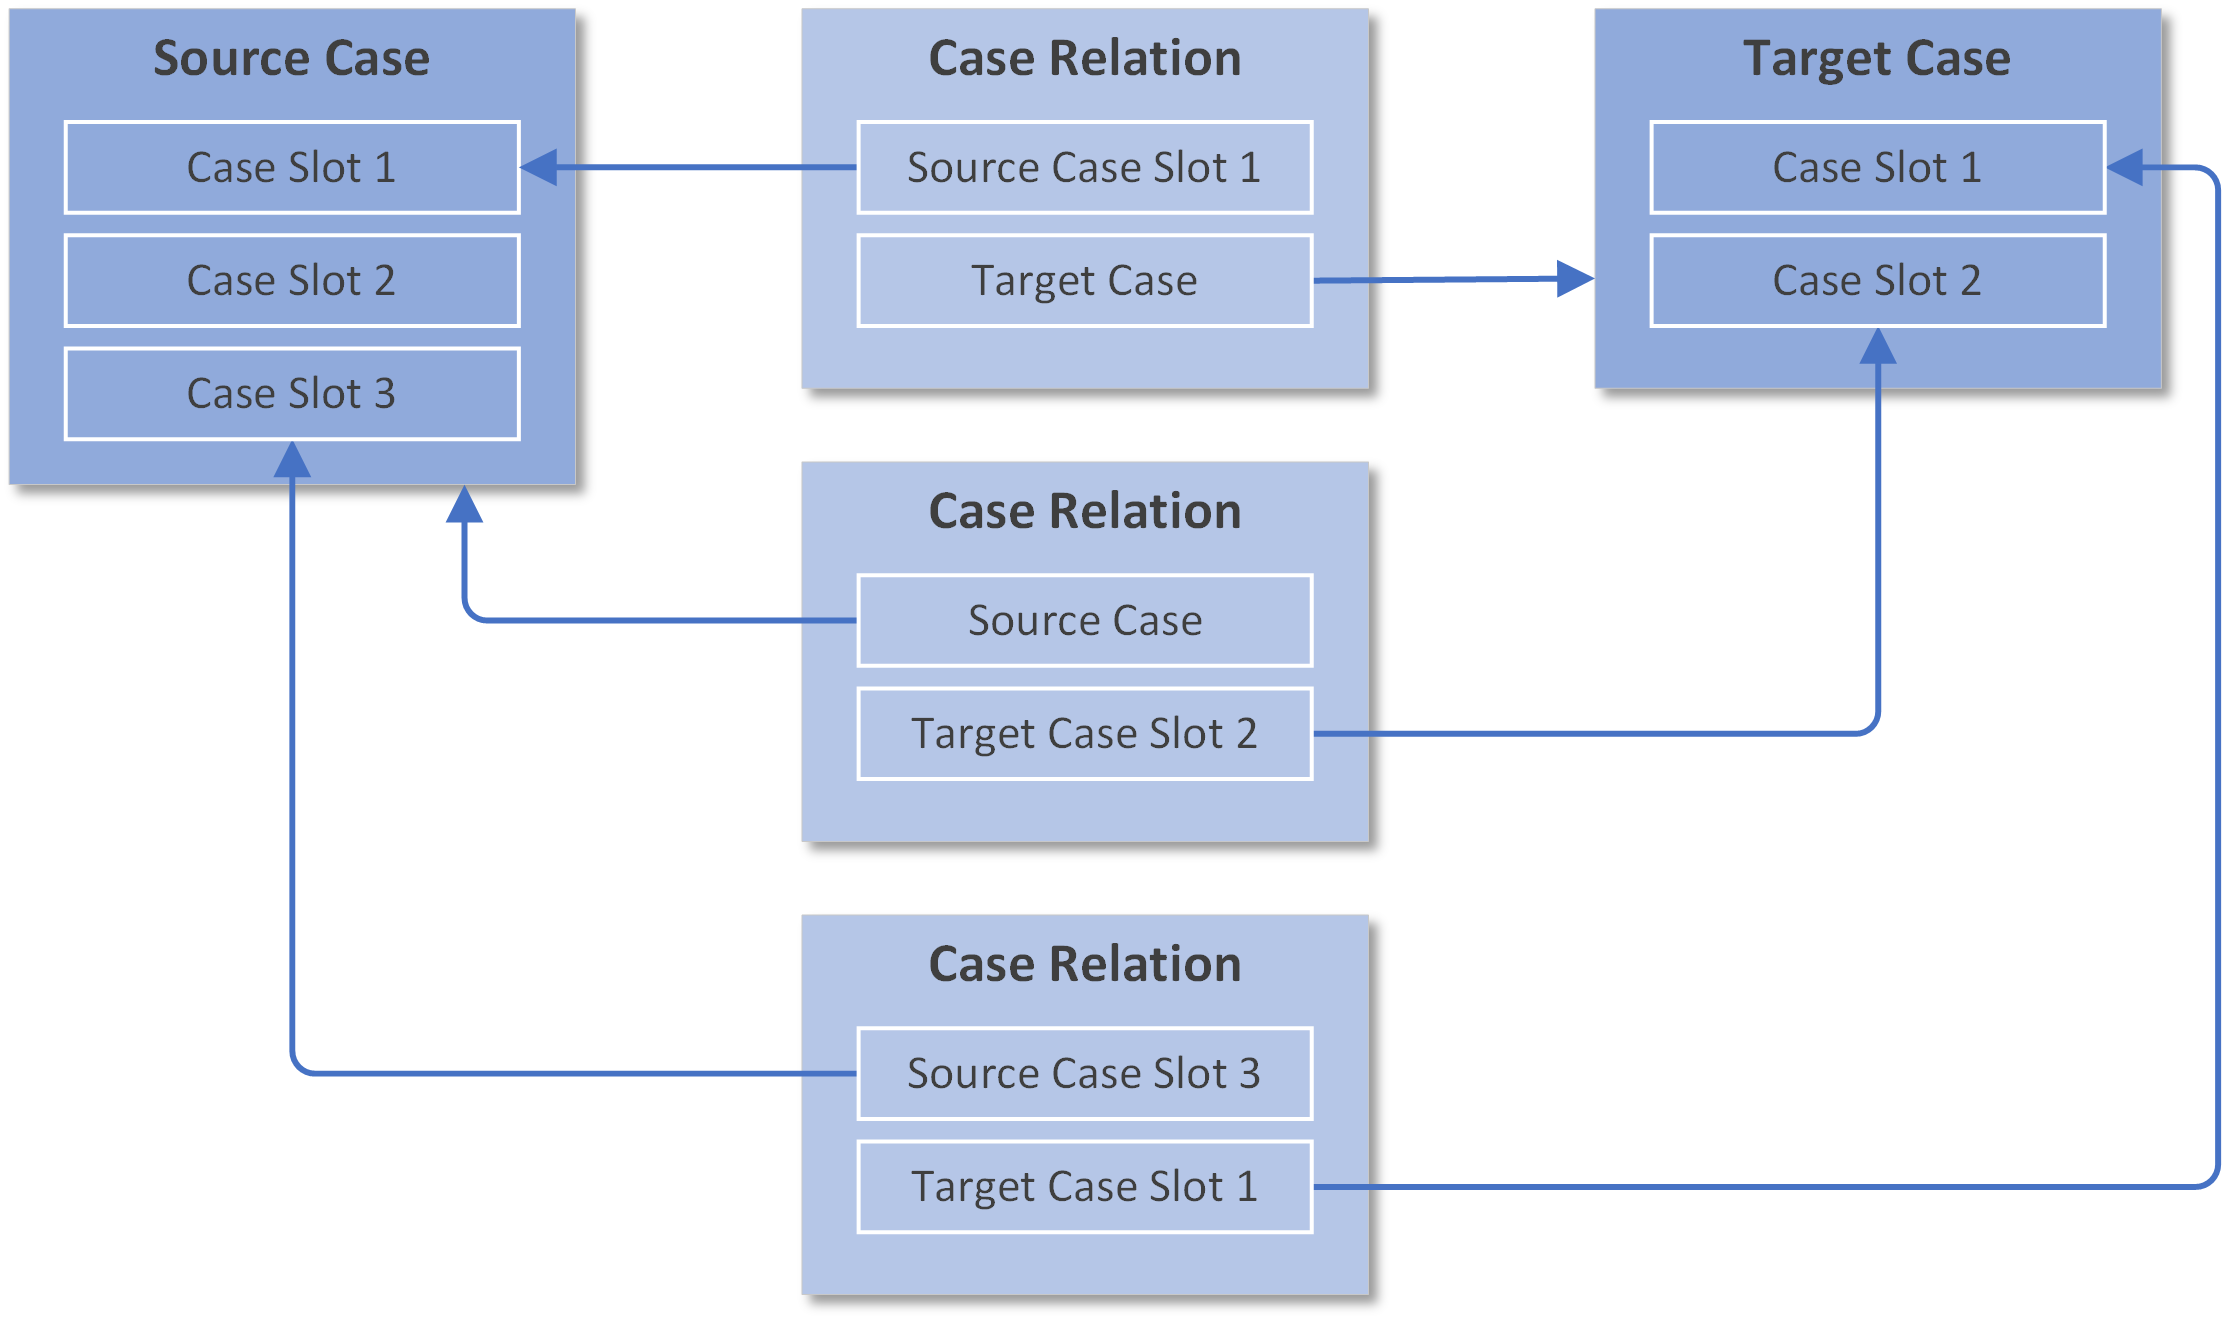 Source Case
Case Slot 1
Case Slot 2
Case Slot 3
Case Relation
Source Case Slot 1
Target Case
Target Case
Case Slot 1
Case Slot 2
Case Relation
Source Case
Target Case Slot 2
Case Relation
Source Case Slot 3
Target Case Slot 1